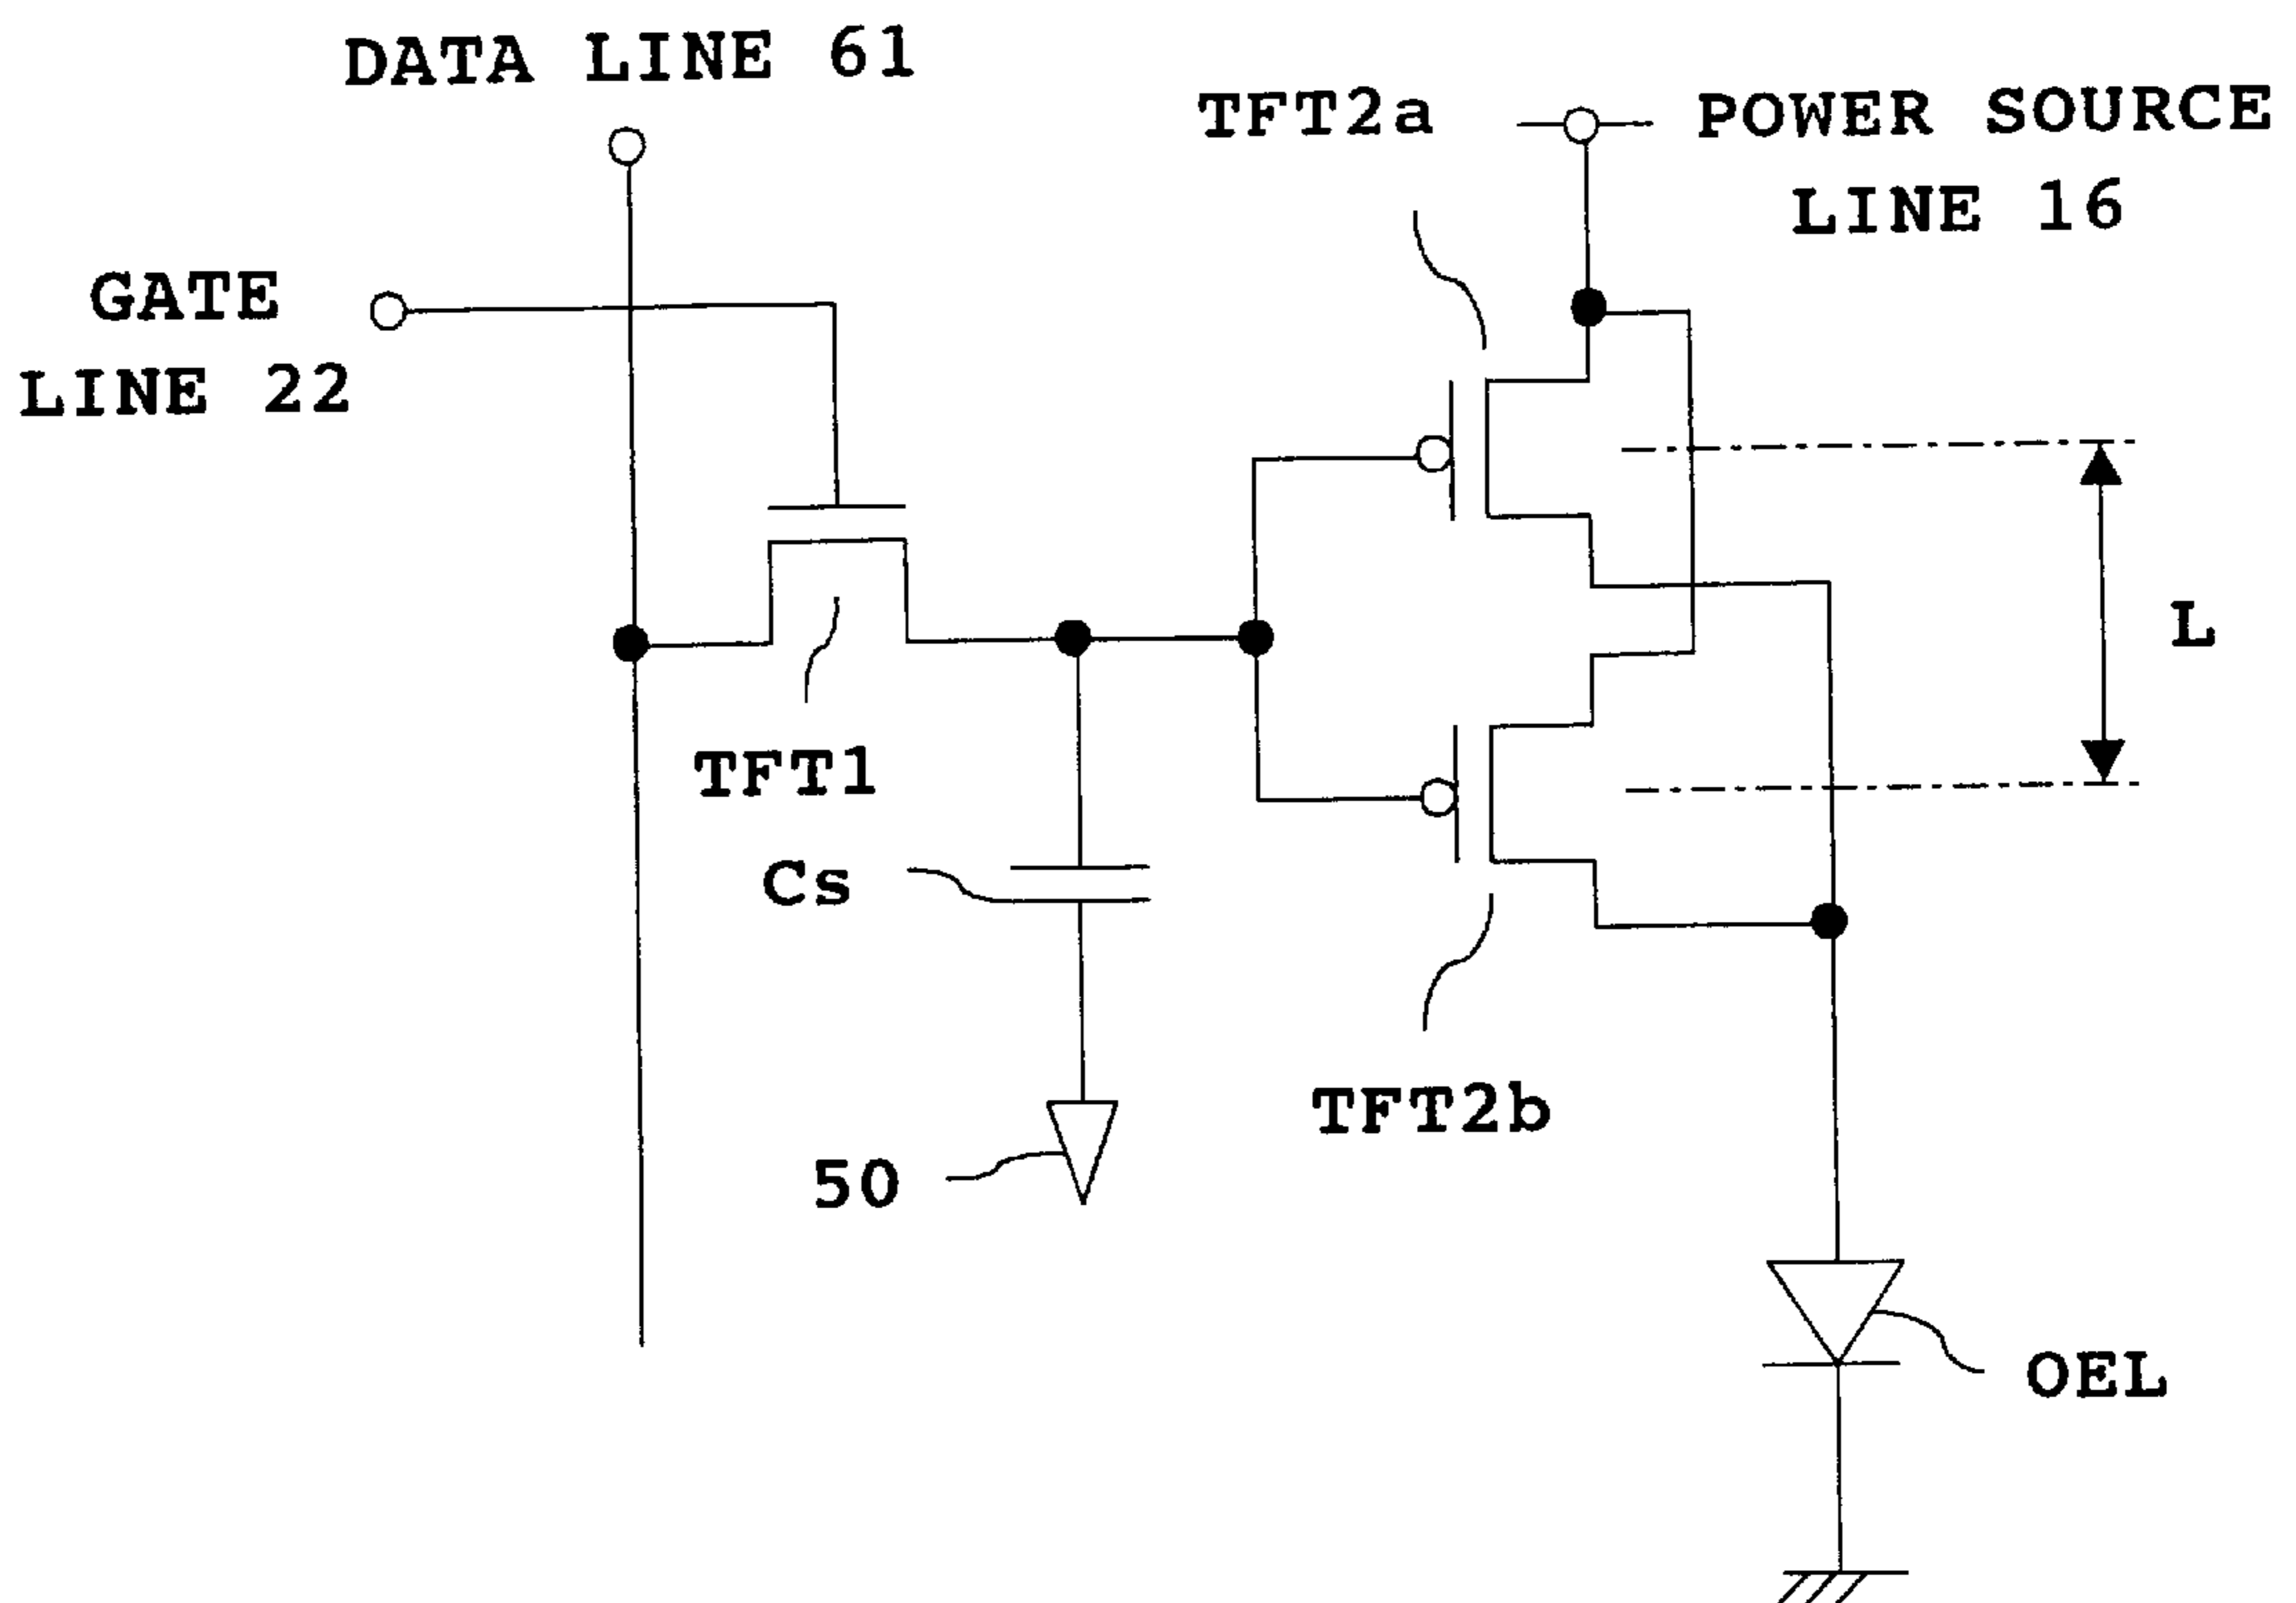 DATA LINE 61
TFT2a
POWER SOURCE
LINE 16
GATE
LINE 22
L
TFT1
Cs
TFT2b
50
OEL